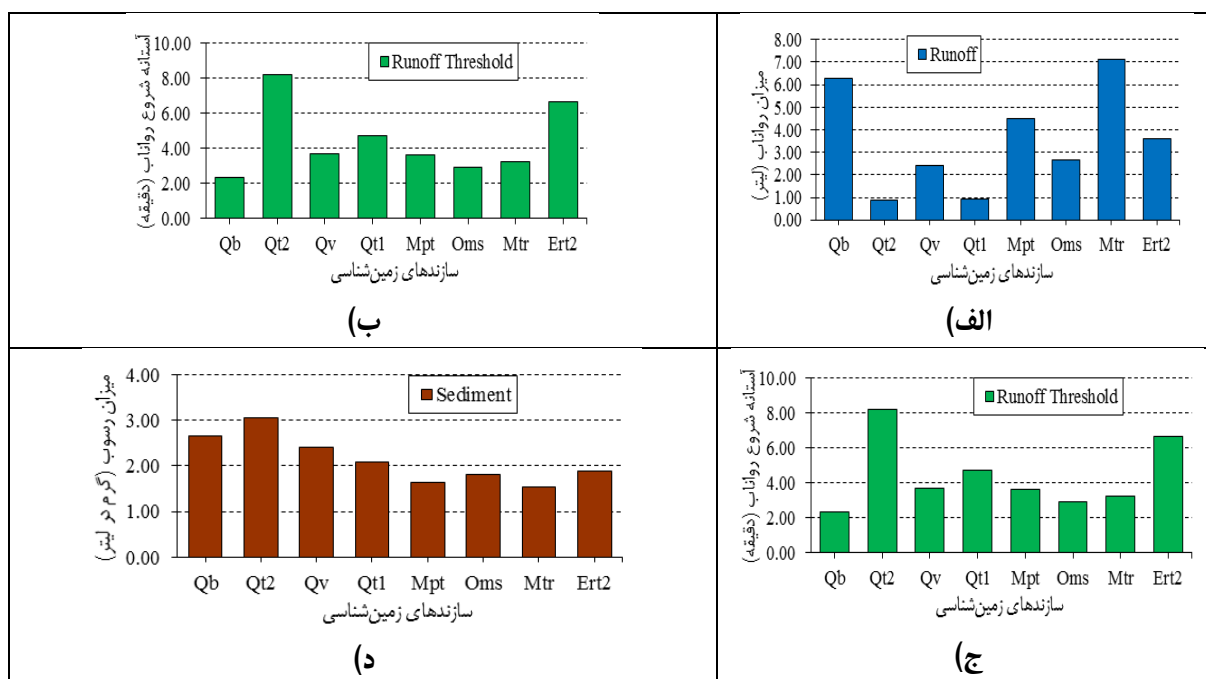 8.00
7.00
6.00
5.00
4.00
3.00
2.00
1.00
0.00
میزان رواناب (لیتر)
Runoff
Qb Qt2 Qv Qt1 Mpt Oms Mtr Ert2
سازندهای زمین‌شناسی
الف)
10.00
8.00
6.00
4.00
2.00
0.00
آستانه شروع رواناب (دقیقه)
Runoff Threshold
Qb Qt2 Qv Qt1 Mpt Oms Mtr Ert2
سازندهای زمین‌شناسی
ب)
10.00
8.00
6.00
4.00
2.00
0.00
آستانه شروع رواناب (دقیقه)
Runoff Threshold
Qb Qt2 Qv Qt1 Mpt Oms Mtr Ert2
سازندهای زمین‌شناسی
ج)
4.00
3.00
2.00
1.00
0.00
میزان رسوب (گرم در لیتر)
Sediment
Qb Qt2 Qv Qt1 Mpt Oms Mtr Ert2
سازندهای زمین‌شناسی
د)